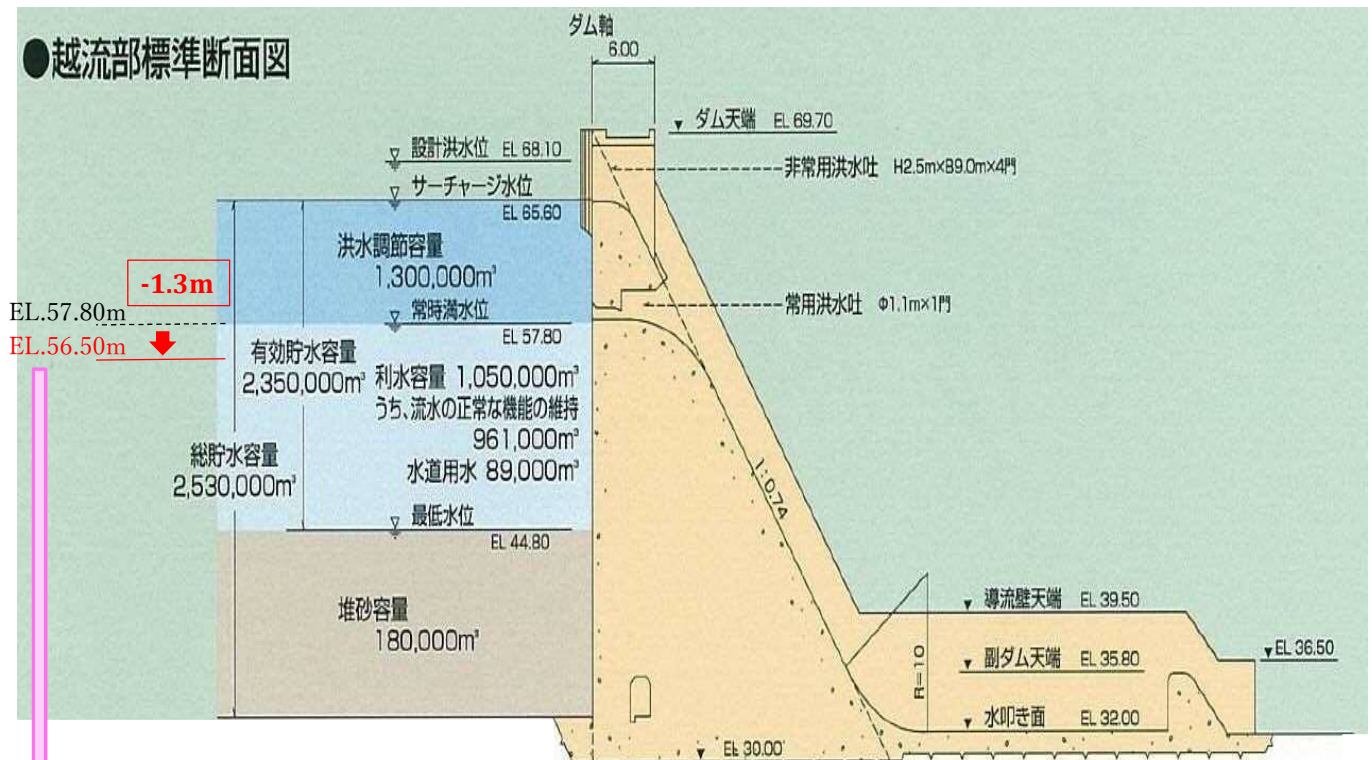 ●越流部標準断面図
ダム軸
6.00
ダム天端 EL 69.70
設計洪水位 EL 68.10
非常用洪水吐 H2.5m×B9.0m×4門
サーチャージ水位
EL 65.60
洪水調節容量
1,300,000m³
-1.3m
常用洪水吐 Φ1.1m×1門
EL.57.80m
常時満水位
EL 57.80
EL.56.50m
有効貯水容量
2,350,000m³
利水容量 1,050,000m³
うち、流水の正常な機能の維持
961,000m³
水道用水 89,000m³
総貯水容量
2,530,000m³
1:0.74
最低水位
EL 44.80
堆砂容量
180,000m³
導流壁天端 EL 39.50
EL 36.50
副ダム天端 EL 35.80
R=10
水叩き面 EL 32.00
EL 30.00